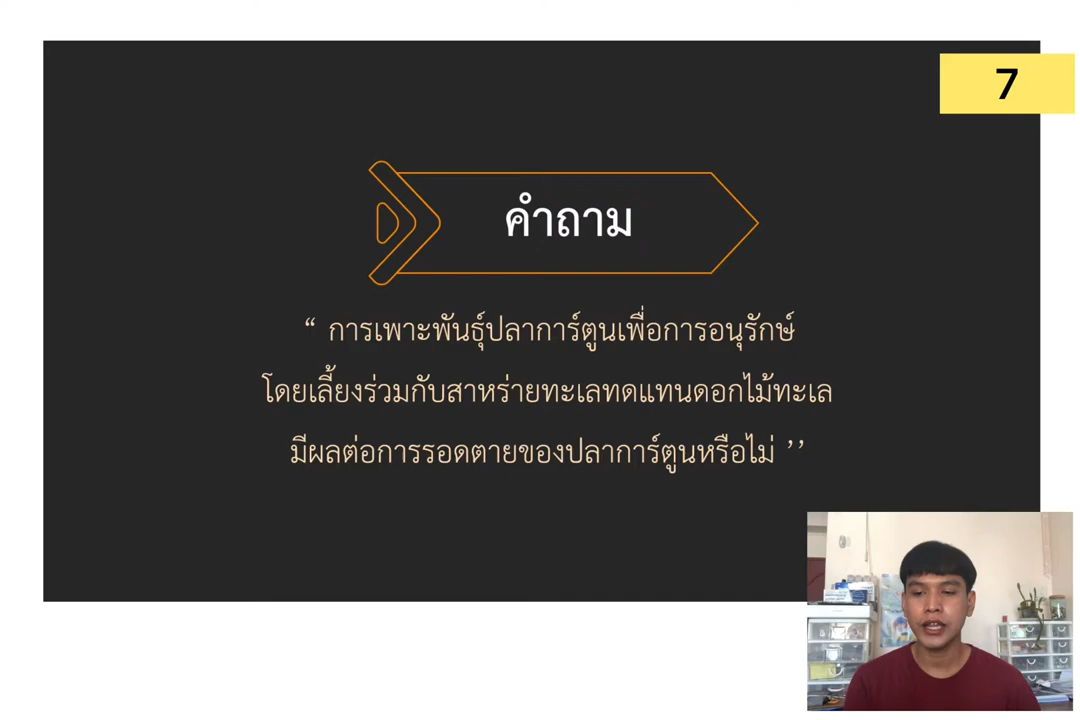 7
คำถาม
“ การเพาะพันธุ์ปลาการ์ตูนเพื่อการอนุรักษ์
โดยเลี้ยงร่วมกับสาหร่ายทะเลทดแทนดอกไม้ทะเล
มีผลต่อการรอดตายของปลาการ์ตูนหรือไม่ ’’